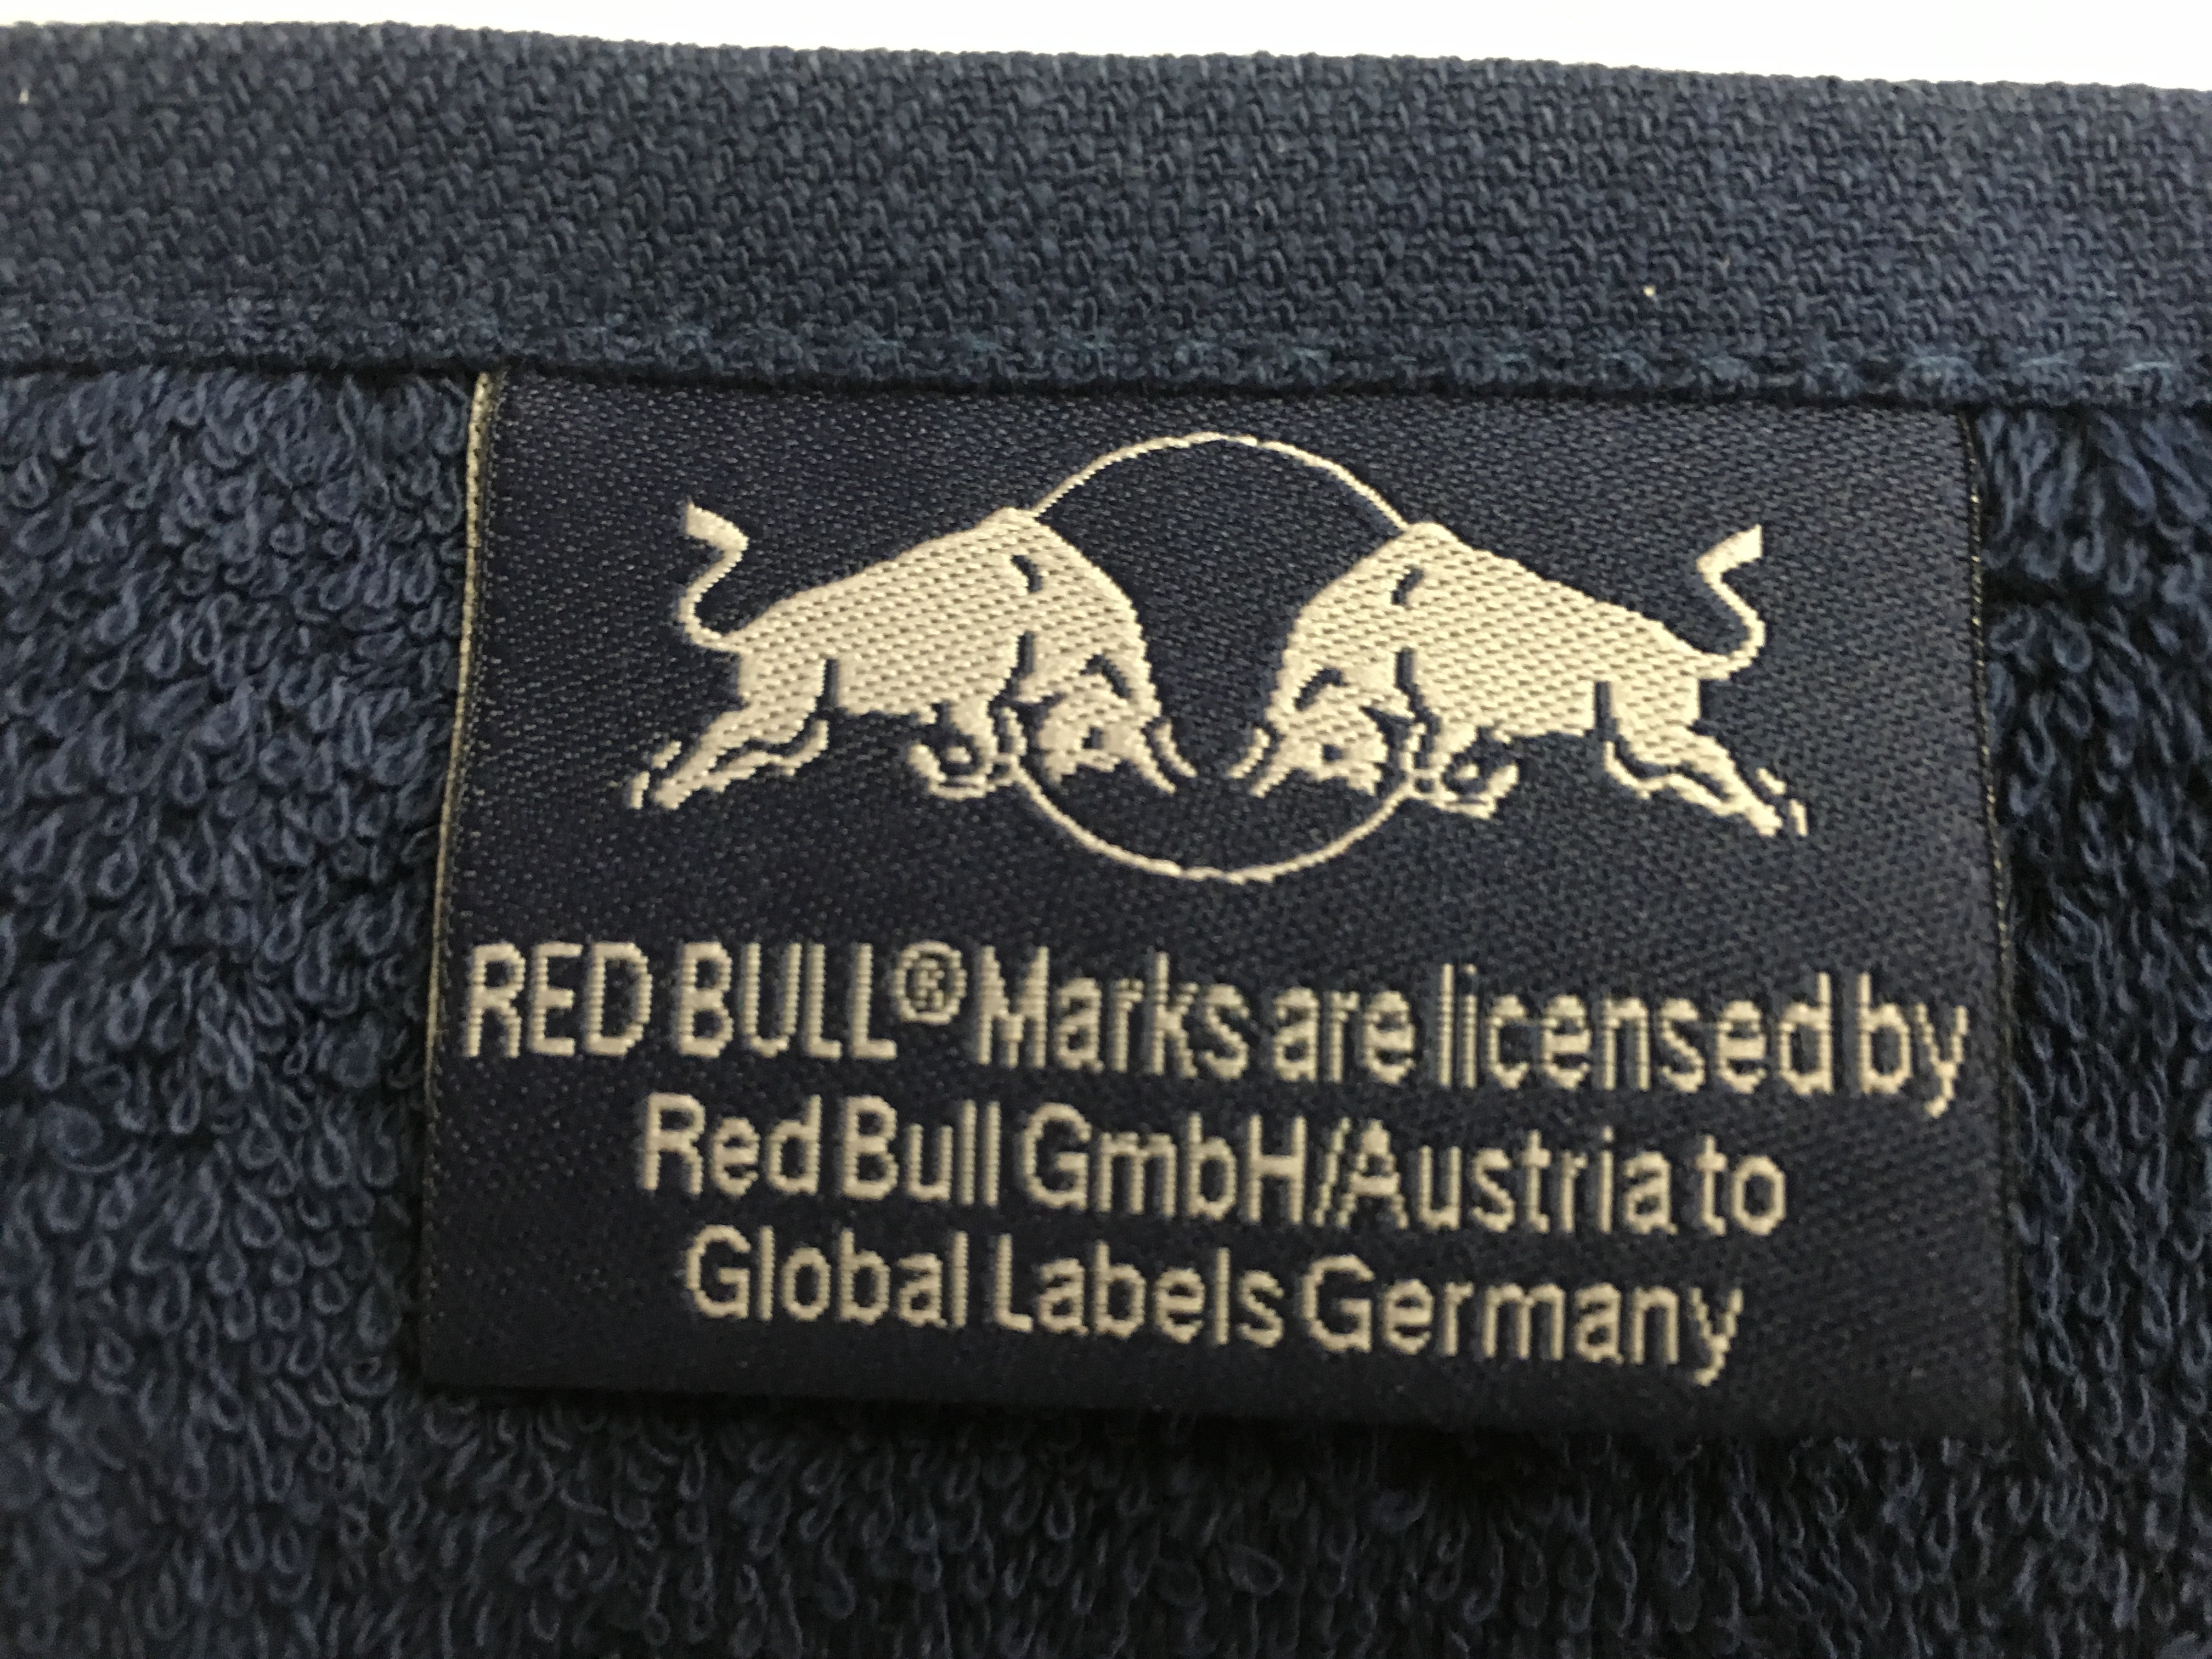 RED BULL® Marks are licensed by
Red Bull GmbH/Austria to
Global Labels Germany